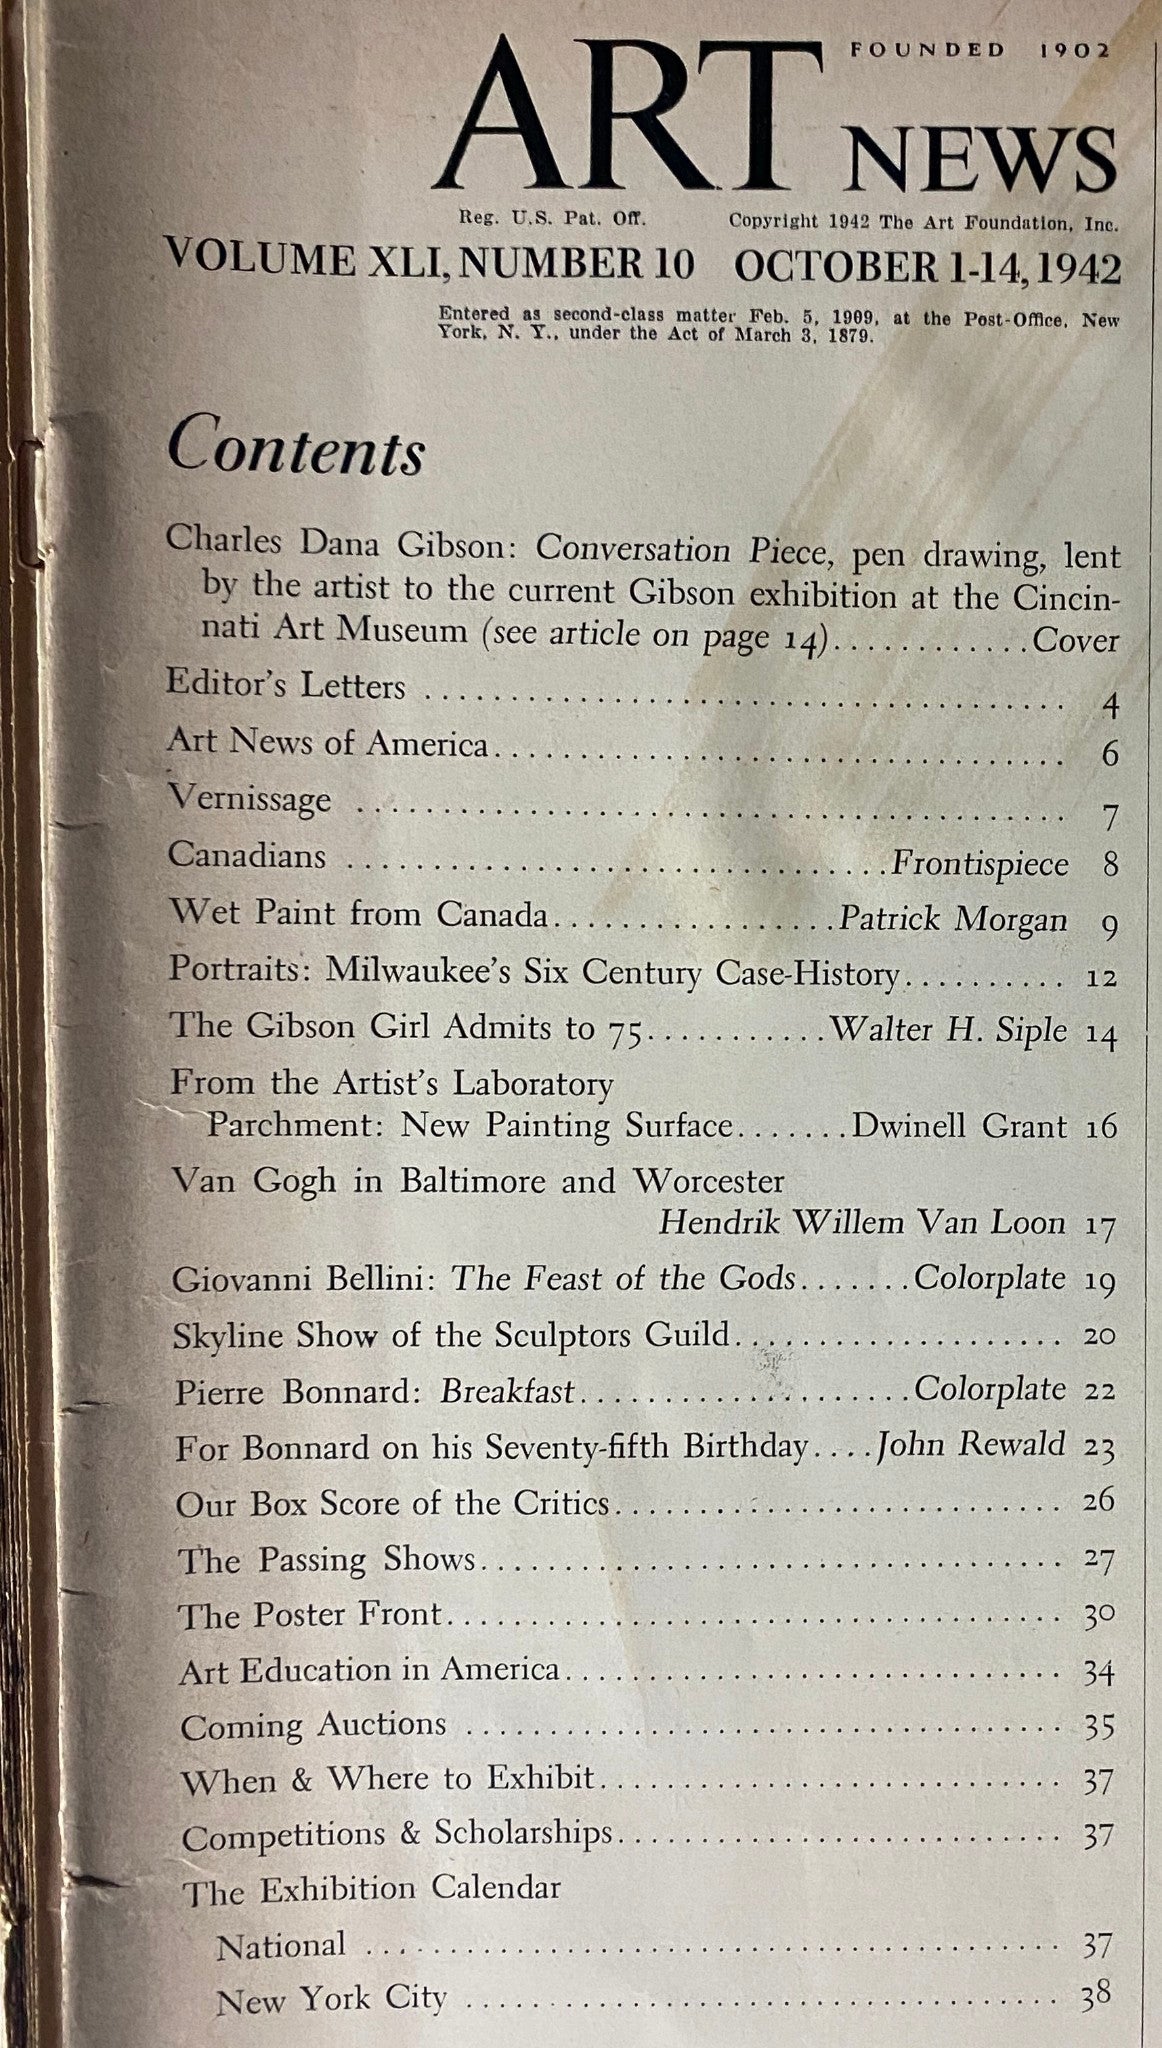 ART NEWS
FOUNDED 1902
Reg. U.S. Pat. Off. Copyright 1942 The Art Foundation, Inc.
VOLUME XLI, NUMBER 10 OCTOBER 1-14, 1942
Entered as second-class matter Feb. 5, 1909, at the Post-Office, New
York, N. Y., under the Act of March 3, 1879.
Contents
Charles Dana Gibson: Conversation Piece, pen drawing, lent
by the artist to the current Gibson exhibition at the Cincin-
nati Art Museum (see article on page 14)............Cover
Editor's Letters ........................................ 4
Art News of America................................... 6
Vernissage ............................................ 7
Canadians ................................Frontispiece 8
Wet Paint from Canada.................Patrick Morgan 9
Portraits: Milwaukee's Six Century Case-History.......... 12
The Gibson Girl Admits to 75...........Walter H. Siple 14
From the Artist's Laboratory
Parchment: New Painting Surface.......Dwinell Grant 16
Van Gogh in Baltimore and Worcester
Hendrik Willem Van Loon 17
Giovanni Bellini: The Feast of the Gods.......Colorplate 19
Skyline Show of the Sculptors Guild.................... 20
Pierre Bonnard: Breakfast....................Colorplate 22
For Bonnard on his Seventy-fifth Birthday....John Rewald 23
Our Box Score of the Critics............................ 26
The Passing Shows.................................... 27
The Poster Front...................................... 30
Art Education in America............................... 34
Coming Auctions ..................................... 35
When & Where to Exhibit............................. 37
Competitions & Scholarships............................ 37
The Exhibition Calendar
National .......................................... 37
New York City ..................................... 38